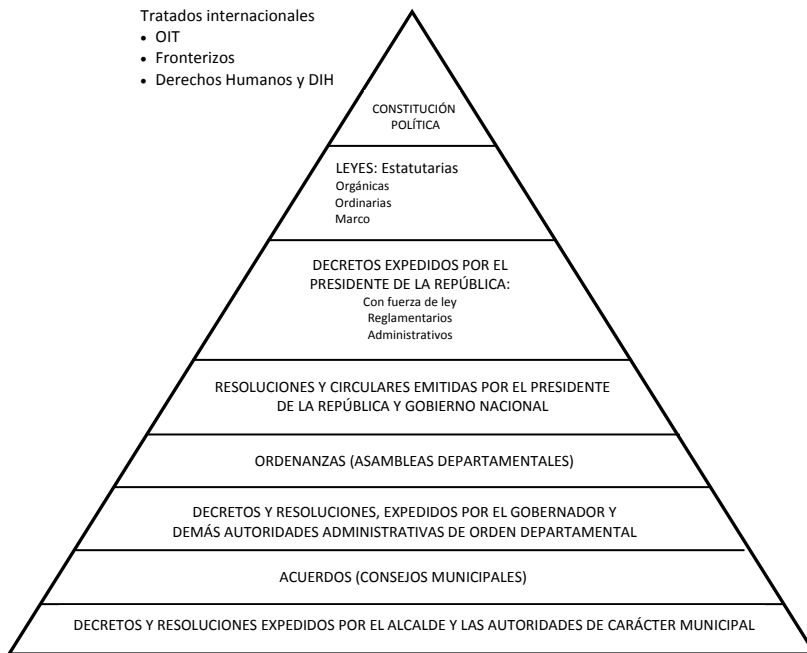 Tratados internacionales
• OIT
• Fronterizos
• Derechos Humanos y DIH
CONSTITUCIÓN
POLÍTICA
LEYES: Estatutarias
Orgánicas
Ordinarias
Marco
DECRETOS EXPEDIDOS POR EL
PRESIDENTE DE LA REPÚBLICA:
Con fuerza de ley
Reglamentarios
Administrativos
RESOLUCIONES Y CIRCULARES EMITIDAS POR EL PRESIDENTE
DE LA REPÚBLICA Y GOBIERNO NACIONAL
ORDENANZAS (ASAMBLEAS DEPARTAMENTALES)
DECRETOS Y RESOLUCIONES, EXPEDIDOS POR EL GOBERNADOR Y
DEMÁS AUTORIDADES ADMINISTRATIVAS DE ORDEN DEPARTAMENTAL
ACUERDOS (CONSEJOS MUNICIPALES)
DECRETOS Y RESOLUCIONES EXPEDIDOS POR EL ALCALDE Y LAS AUTORIDADES DE CARÁCTER MUNICIPAL